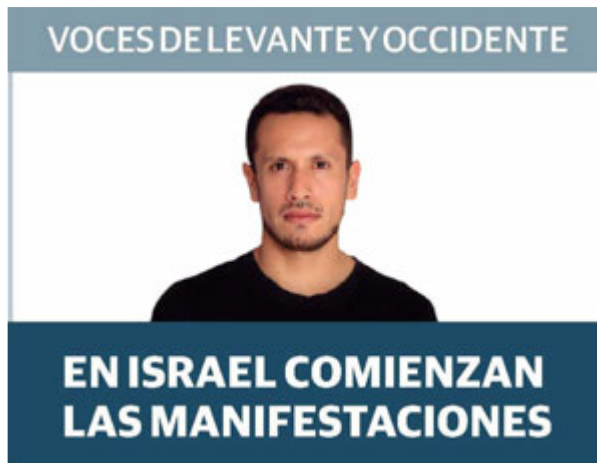 VOCES DE LEVANTE Y OCCIDENTE
EN ISRAEL COMIENZAN
LAS MANIFESTACIONES